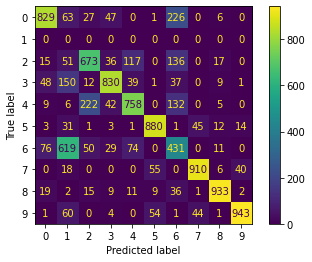 0 829 63 27 47 0 1 226 0 6 0
1 0 0 0 0 0 0 0 0 0 0
2 15 51 673 36 117 0 136 0 17 0
3 48 150 12 830 39 1 37 0 9 1
4 9 6 222 42 758 0 132 0 5 0
5 3 31 1 3 1 880 1 45 12 14
6 76 619 50 29 74 0 431 0 11 0
7 0 18 0 0 0 55 0 910 6 40
8 19 2 15 9 11 9 36 1 933 2
9 1 60 0 4 0 54 1 44 1 943
0 1 2 3 4 5 6 7 8 9
Predicted label
True label
800
600
400
200
0